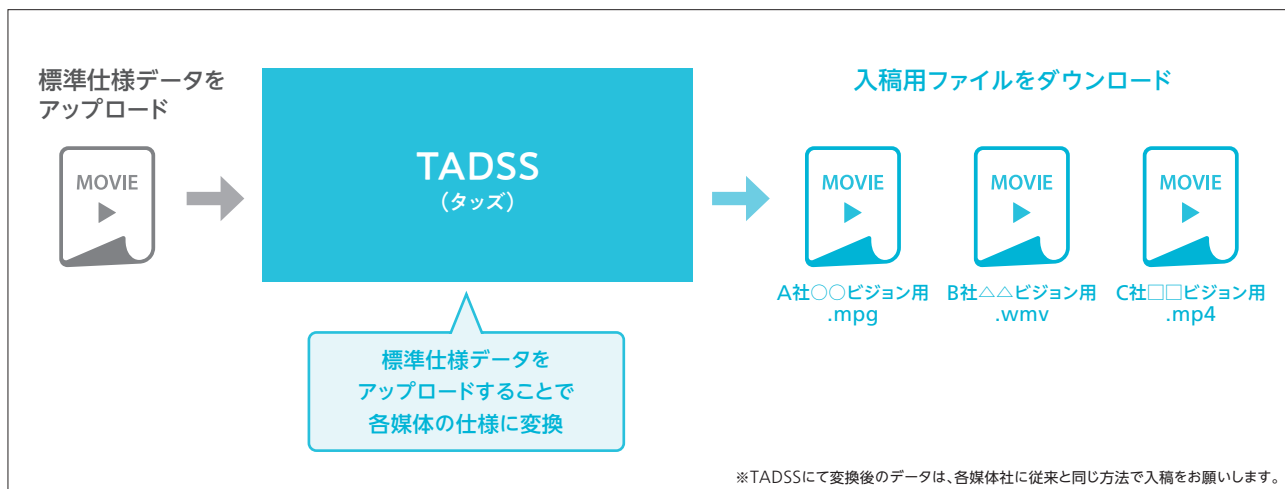 標準仕様データを
アップロード
MOVIE
TADSS
（タッズ）
標準仕様データを
アップロードすることで
各媒体の仕様に変換
入稿用ファイルをダウンロード
MOVIE
A社○○ビジョン用
.mpg
MOVIE
B社△△ビジョン用
.wmv
MOVIE
C社□□ビジョン用
.mp4
※TADSSにて変換後のデータは、各媒体社に従来と同じ方法で入稿をお願いします。